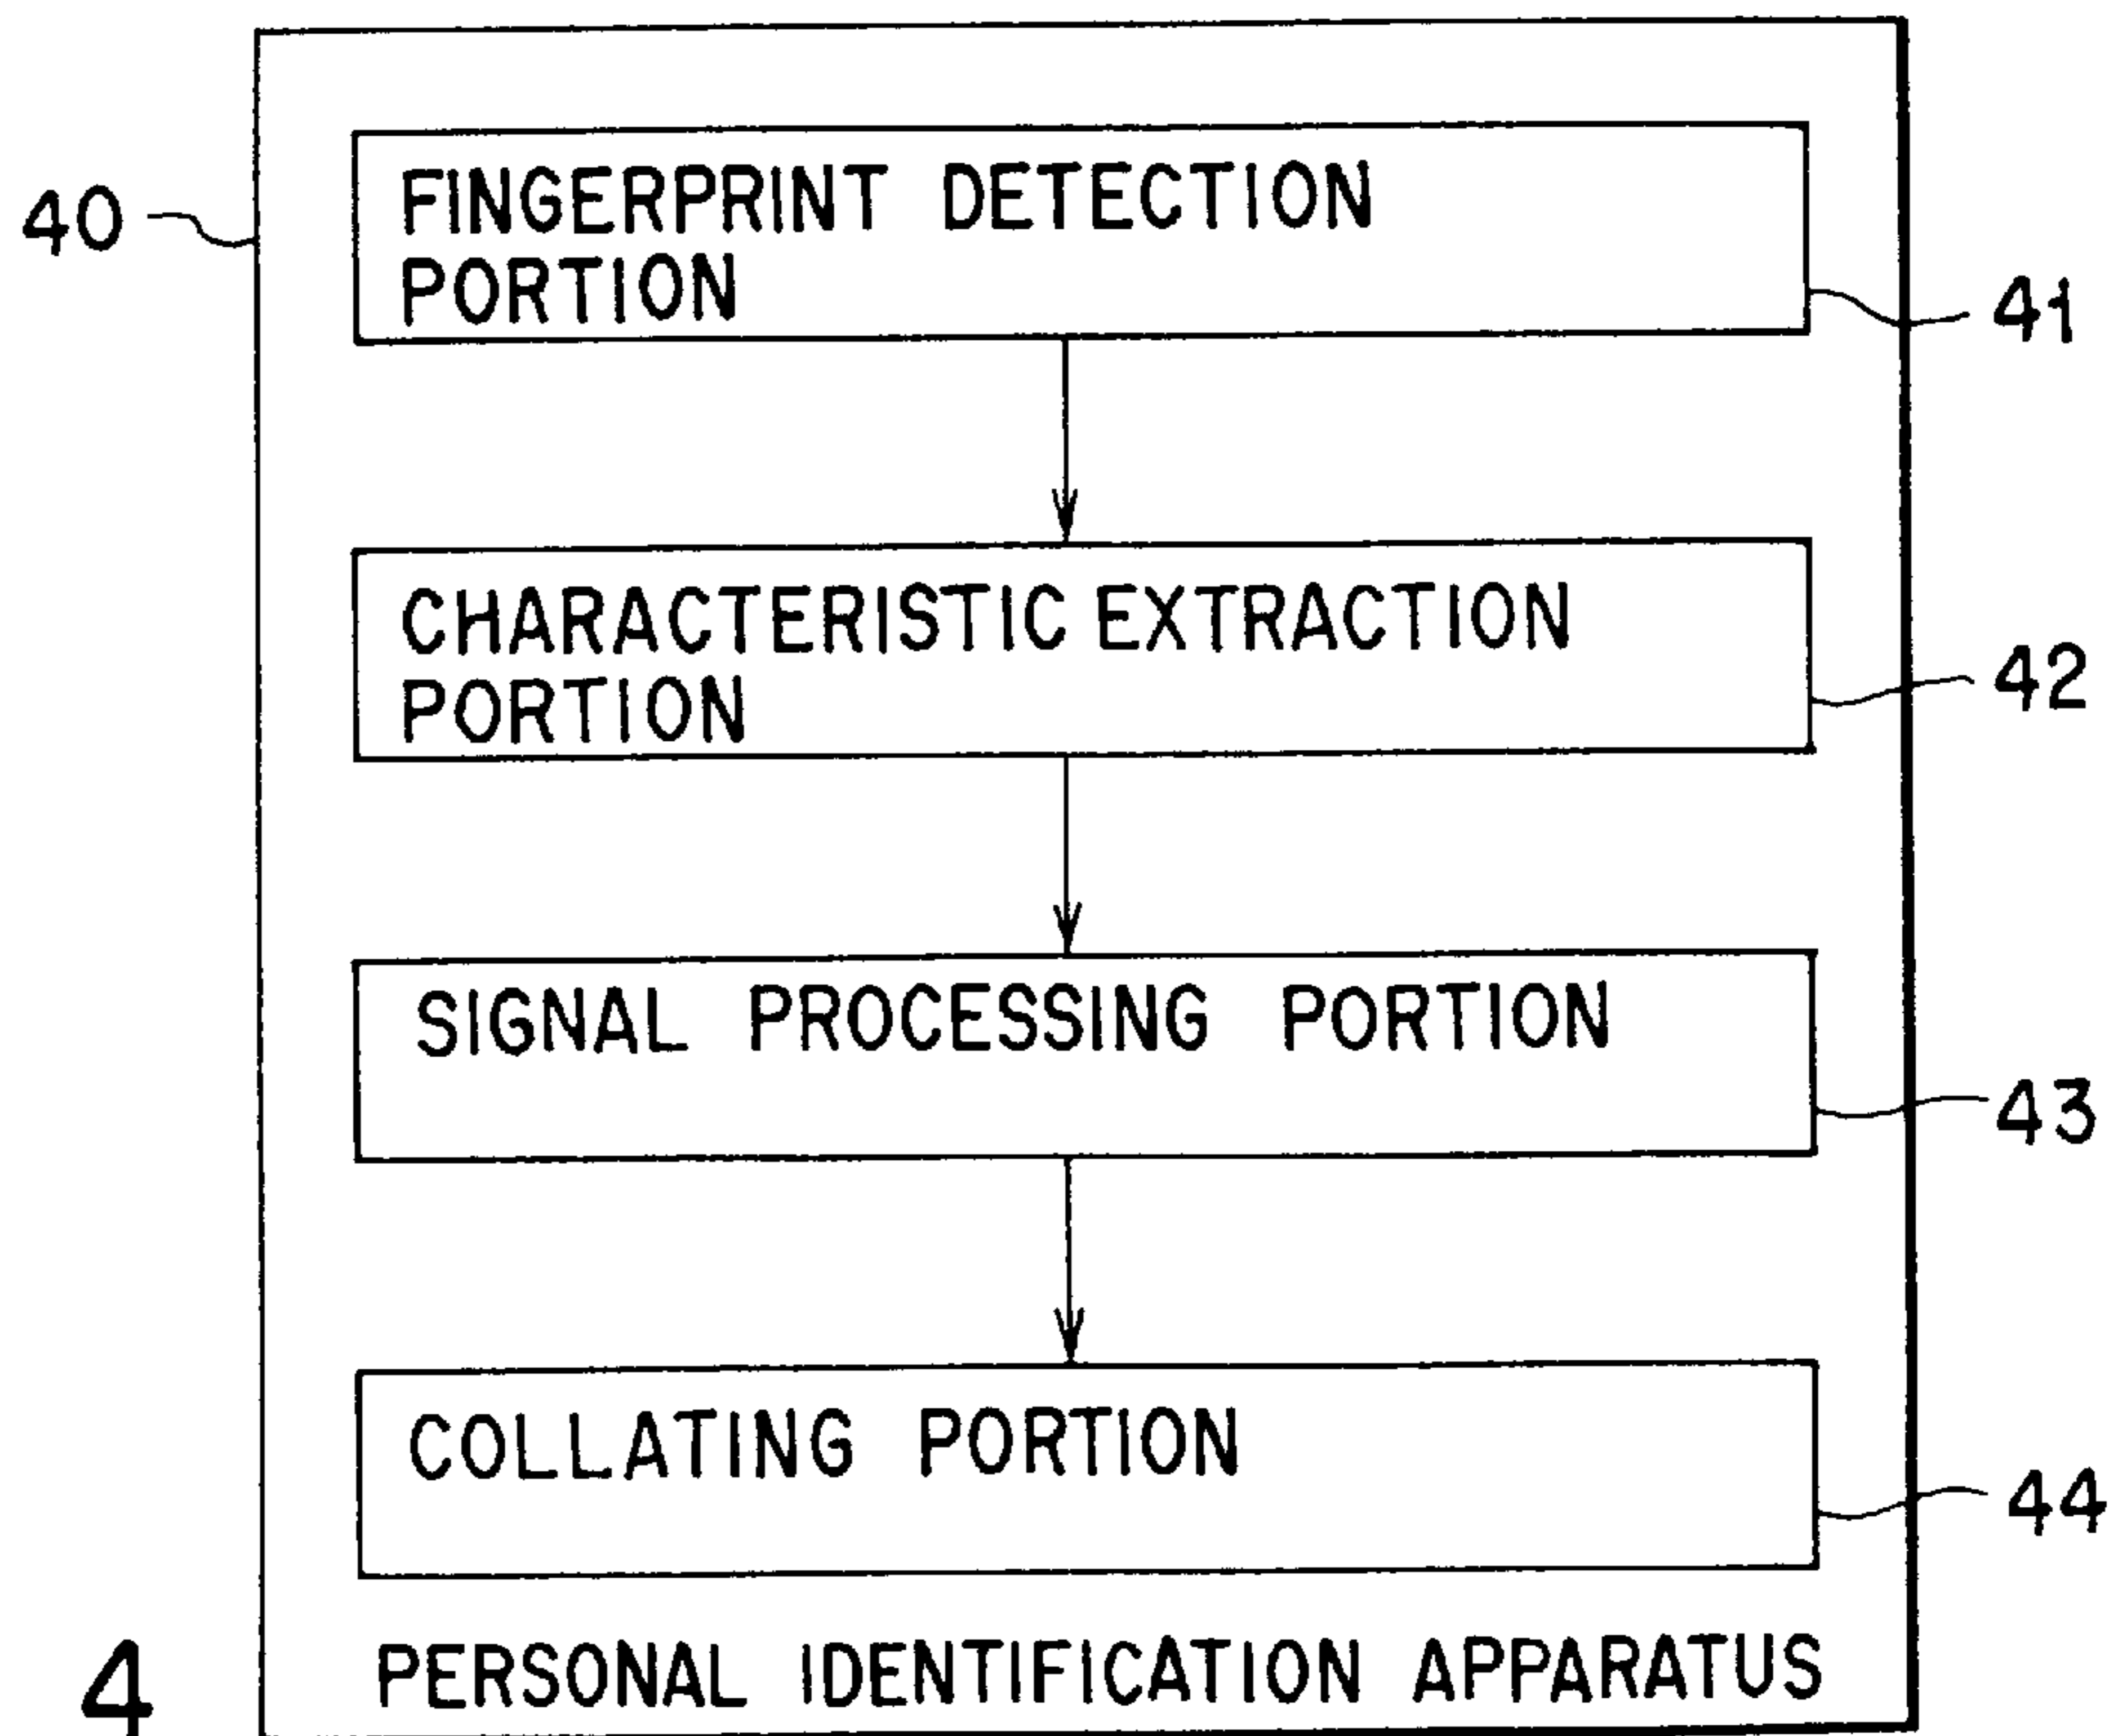 40
FINGERPRINT DETECTION
PORTION
41
CHARACTERISTIC EXTRACTION
PORTION
42
SIGNAL PROCESSING PORTION
43
COLLATING PORTION
44
PERSONAL IDENTIFICATION APPARATUS
4